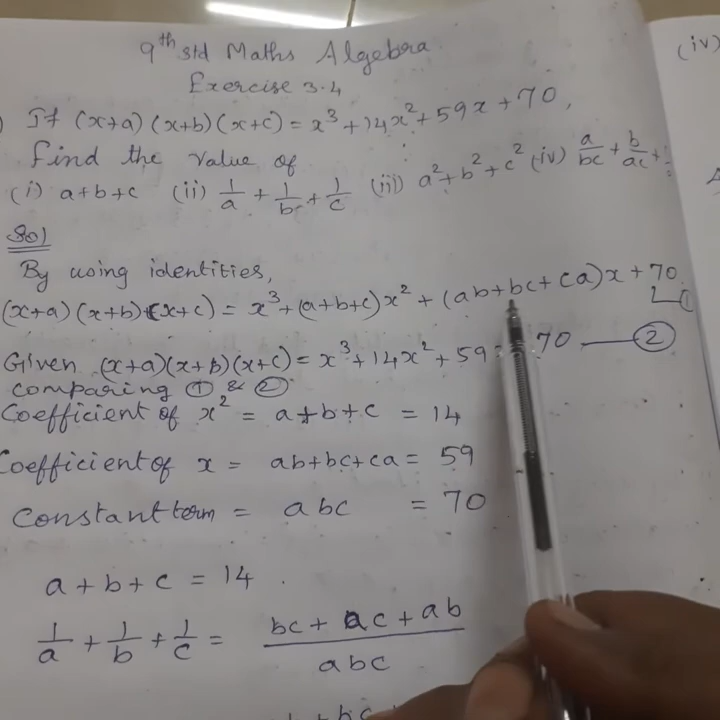 9th std Maths Algebra
Exercise 3.4
(iv)
) If (x+a)(x+b)(x+c) = x³+14x²+59x+70,
find the value of
(i) a+b+c (ii) 1/a + 1/b + 1/c (iii) a²+b²+c² (iv) a/bc + b/ac +
Sol
By using identities,
(x+a)(x+b)(x+c) = x³+(a+b+c)x² + (ab+bc+ca)x+70 ①
Given (x+a)(x+b)(x+c) = x³+14x²+59 70 — ②
comparing ① & ②
Coefficient of x² = a+b+c = 14
Coefficient of x = ab+bc+ca = 59
Constant term = abc = 70
a+b+c = 14.
1/a + 1/b + 1/c = bc+ac+ab/abc